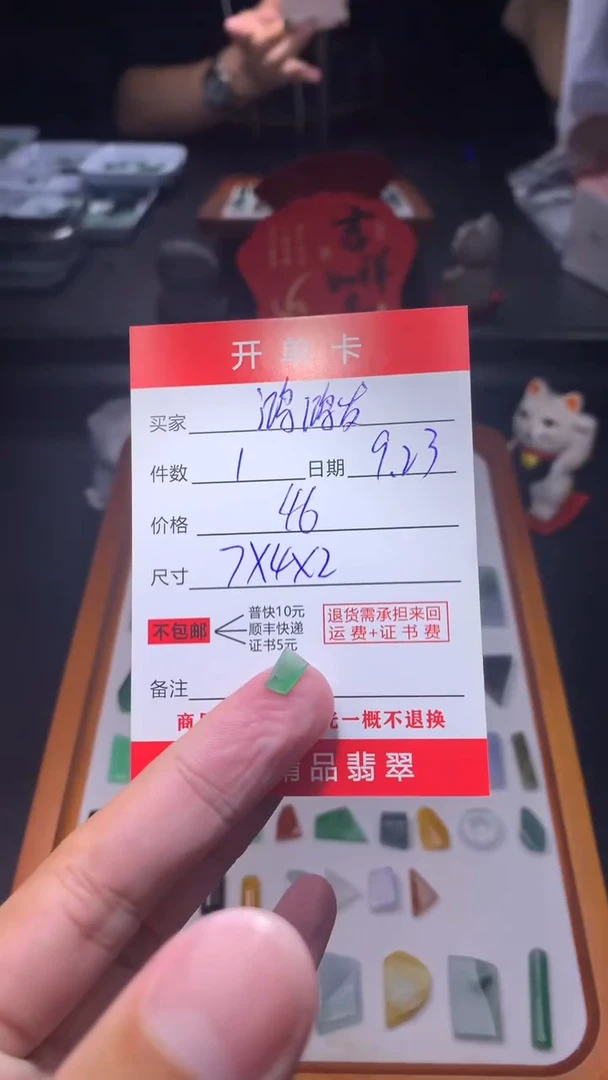 开单卡
买家 鸿鸿发
件数 1 日期 9.23
价格 46
尺寸 7X4X2
不包邮
普快10元
顺丰快递
证书5元
退货需承担来回
运费+证书费
备注
商 一概不退换
精品翡翠